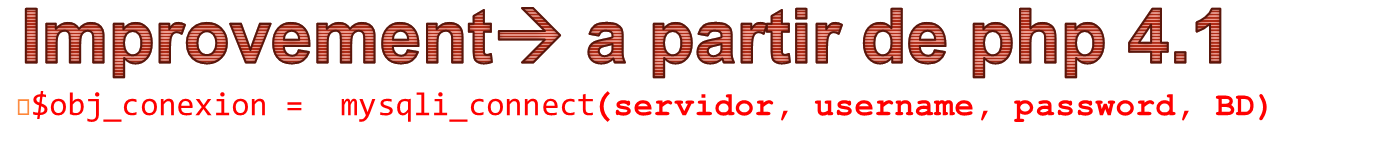 Improvement→ a partir de php 4.1
$obj_conexion = mysqli_connect(servidor, username, password, BD)